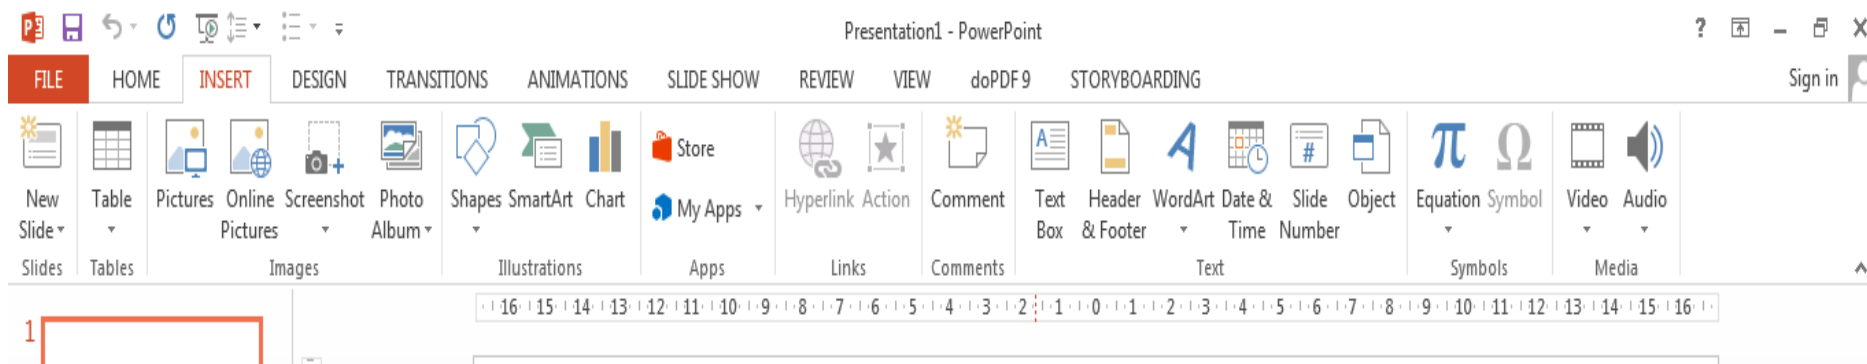 Presentation1 - PowerPoint
?
FILE HOME INSERT DESIGN TRANSITIONS ANIMATIONS SLIDE SHOW REVIEW VIEW doPDF 9 STORYBOARDING Sign in
New Slide
Table
Pictures
Online Pictures
Screenshot
Photo Album
Shapes
SmartArt
Chart
Store
My Apps
Hyperlink
Action
Comment
Text Box
Header & Footer
WordArt
Date & Time
Slide Number
Object
Equation
Symbol
Video
Audio
Slides Tables Images Illustrations Apps Links Comments Text Symbols Media
16 15 14 13 12 11 10 9 8 7 6 5 4 3 2 1 0 1 2 3 4 5 6 7 8 9 10 11 12 13 14 15 16
1